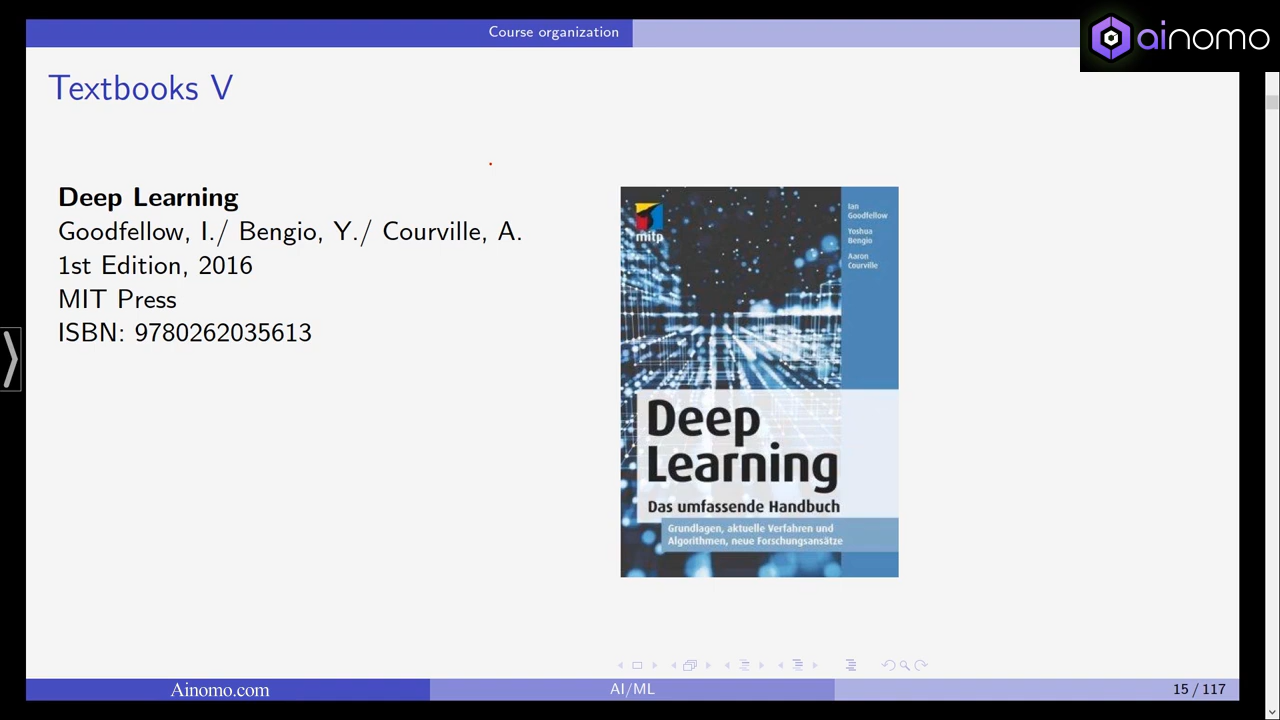 Course organization
ainomo
Textbooks V
Deep Learning
Goodfellow, I./ Bengio, Y./ Courville, A.
1st Edition, 2016
MIT Press
ISBN: 9780262035613
mitp
Ian
Goodfellow
Yoshua
Bengio
Aaron
Courville
Deep
Learning
Das umfassende Handbuch
Grundlagen, aktuelle Verfahren und
Algorithmen, neue Forschungsansätze
Ainomo.com
AI/ML
15 / 117